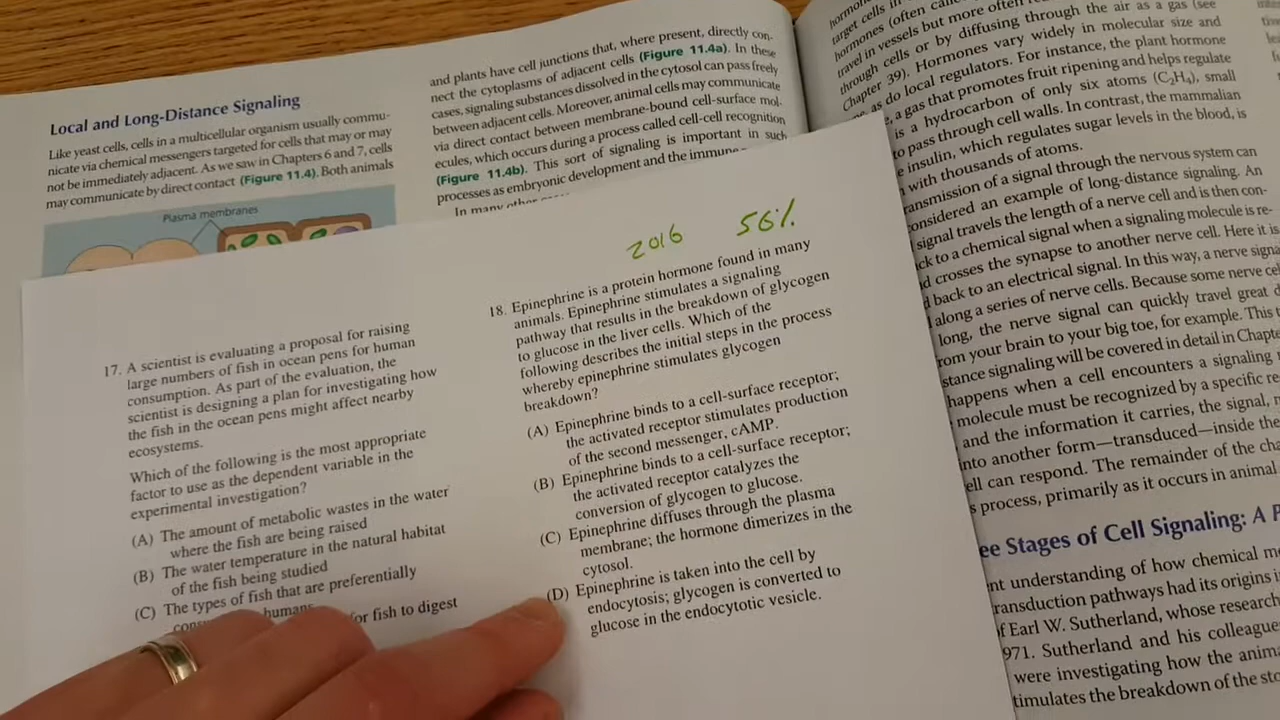 Local and Long-Distance Signaling
Like yeast cells, cells in a multicellular organism usually commu-
nicate via chemical messengers targeted for cells that may or may
not be immediately adjacent. As we saw in Chapters 6 and 7, cells
may communicate by direct contact (Figure 11.4). Both animals
Plasma membranes
and plants have cell junctions that, where present, directly con-
nect the cytoplasms of adjacent cells (Figure 11.4a). In these
cases, signaling substances dissolved in the cytosol can pass freely
between adjacent cells. Moreover, animal cells may communicate
via direct contact between membrane-bound cell-surface mol-
ecules, which occurs during a process called cell-cell recognition
(Figure 11.4b). This sort of signaling is important in such
processes as embryonic development and the immune
In many other
target cells in
hormones (often
travel in vessels but more often
through cells or by diffusing through the air as a gas (see
Chapter 39). Hormones vary widely in molecular size and
as do local regulators. For instance, the plant hormone
a gas that promotes fruit ripening and helps regulate
is a hydrocarbon of only six atoms (C₂H₄), small
to pass through cell walls. In contrast, the mammalian
insulin, which regulates sugar levels in the blood, is
with thousands of atoms.
transmission of a signal through the nervous system can
considered an example of long-distance signaling. An
signal travels the length of a nerve cell and is then con-
back to a chemical signal when a signaling molecule is re-
and crosses the synapse to another nerve cell. Here it is
back to an electrical signal. In this way, a nerve signa
along a series of nerve cells. Because some nerve cel
long, the nerve signal can quickly travel great d
from your brain to your big toe, for example. This t
stance signaling will be covered in detail in Chapte
happens when a cell encounters a signaling
molecule must be recognized by a specific re
and the information it carries, the signal,
into another form—transduced—inside the
cell can respond. The remainder of the cha
s process, primarily as it occurs in animal
ee Stages of Cell Signaling: A P
nt understanding of how chemical m
ransduction pathways had its origins i
f Earl W. Sutherland, whose research
971. Sutherland and his colleague
were investigating how the anima
timulates the breakdown of the sto
17. A scientist is evaluating a proposal for raising
large numbers of fish in ocean pens for human
consumption. As part of the evaluation, the
scientist is designing a plan for investigating how
the fish in the ocean pens might affect nearby
ecosystems.
Which of the following is the most appropriate
factor to use as the dependent variable in the
experimental investigation?
(A) The amount of metabolic wastes in the water
where the fish are being raised
(B) The water temperature in the natural habitat
of the fish being studied
(C) The types of fish that are preferentially
humans
for fish to digest
2016 56%
18. Epinephrine is a protein hormone found in many
animals. Epinephrine stimulates a signaling
pathway that results in the breakdown of glycogen
to glucose in the liver cells. Which of the
following describes the initial steps in the process
whereby epinephrine stimulates glycogen
breakdown?
(A) Epinephrine binds to a cell-surface receptor;
the activated receptor stimulates production
of the second messenger, cAMP.
(B) Epinephrine binds to a cell-surface receptor;
the activated receptor catalyzes the
conversion of glycogen to glucose.
(C) Epinephrine diffuses through the plasma
membrane; the hormone dimerizes in the
cytosol.
(D) Epinephrine is taken into the cell by
endocytosis; glycogen is converted to
glucose in the endocytotic vesicle.